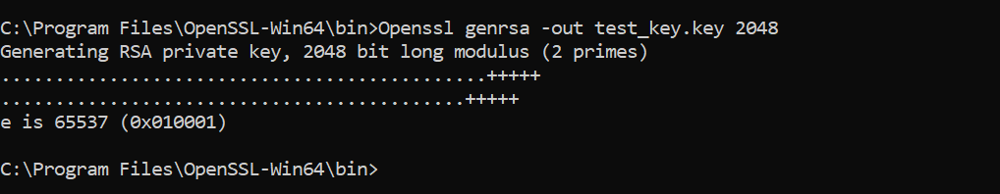 C:\Program Files\OpenSSL-Win64\bin>Openssl genrsa -out test_key.key 2048
Generating RSA private key, 2048 bit long modulus (2 primes)
.............................................+++++
...........................................+++++
e is 65537 (0x010001)
C:\Program Files\OpenSSL-Win64\bin>